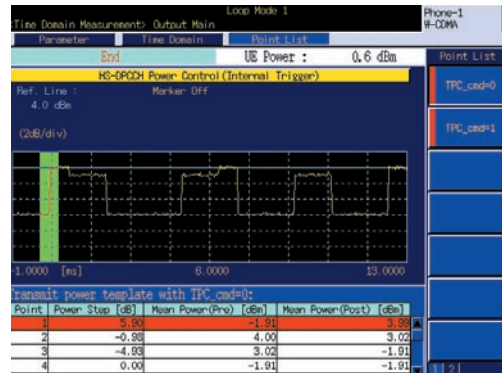 Loop Mode 1
<Time Domain Measurement> Output Main
Phone-1
W-CDMA
Parameter Time Domain Point List
End UE Power : 0.6 dBm
Point List
HS-DPCCH Power Control(Internal Trigger)
Ref. Line : Marker Off
4.0 dBm
(2dB/div)
TPC_cmd=0
TPC_cmd=1
-1.0000 [ms] 6.0000 13.0000
Transmit power template with TPC_cmd=0:
Point Power Step [dB] Mean Power(Pre) [dBm] Mean Power(Post) [dBm]
1 5.90 -1.91 3.99
2 -0.98 4.00 3.02
3 -4.93 3.02 -1.91
4 0.00 -1.91 -1.91
1 2